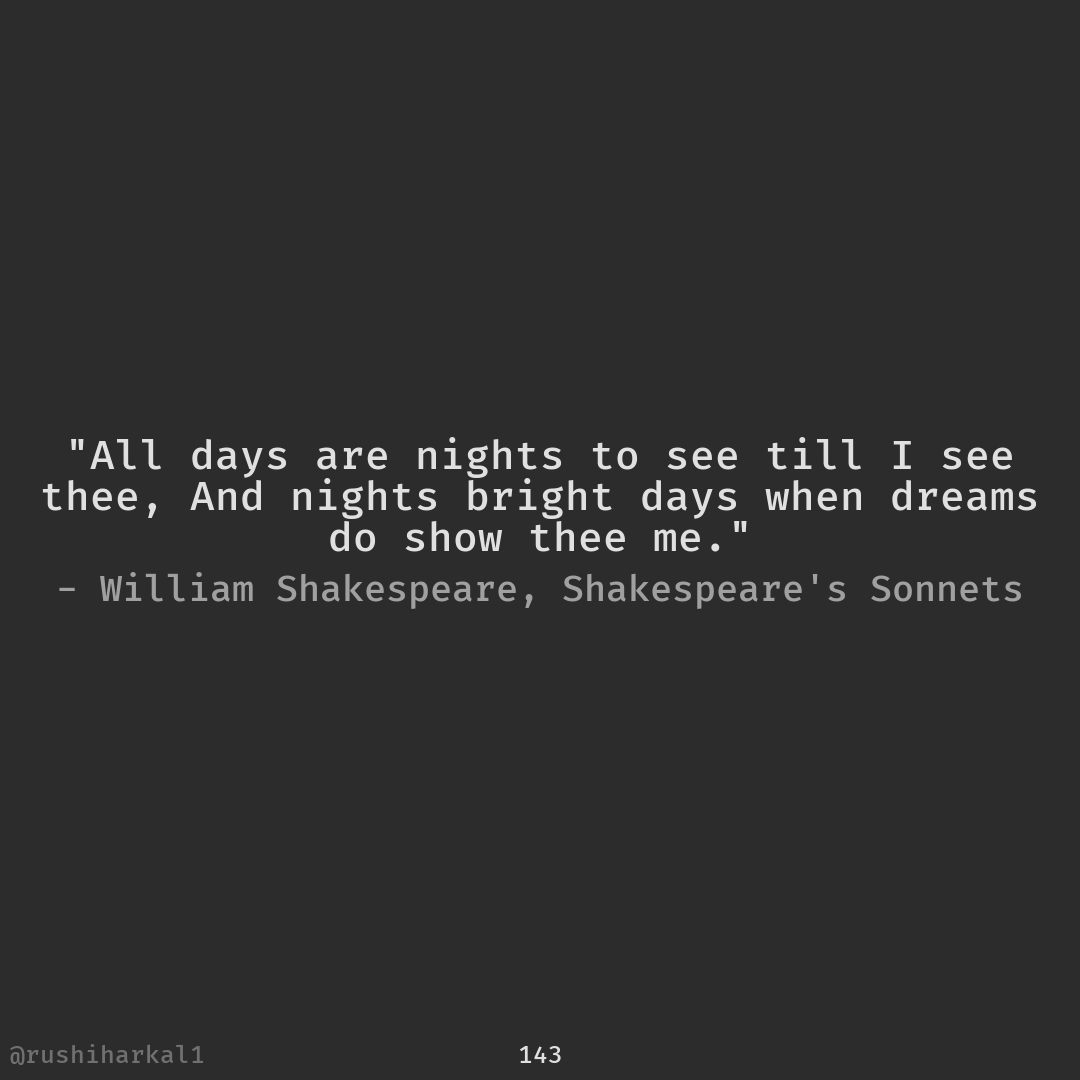 "All days are nights to see till I see
thee, And nights bright days when dreams
do show thee me."
- William Shakespeare, Shakespeare's Sonnets
@rushiharkal1
143